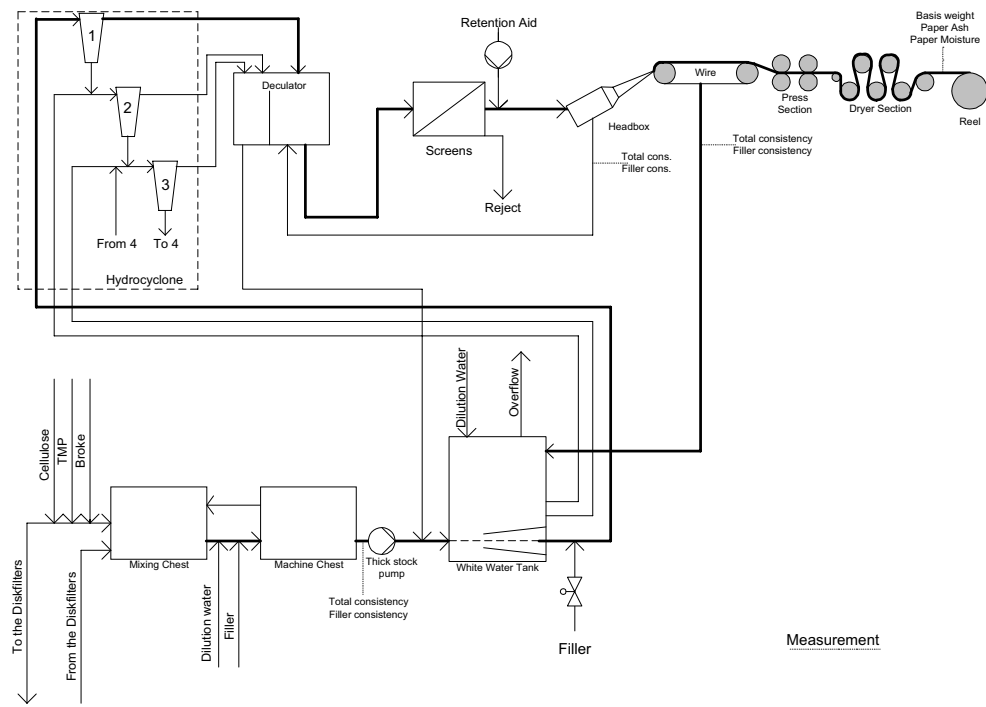 Retention Aid
Basis weight
Paper Ash
Paper Moisture
1
2
3
Deculator
Wire
Press
Section
Dryer Section
Reel
Headbox
Screens
Total cons.
Filler cons.
Total consistency
Filler consistency
Reject
From 4
To 4
Hydrocyclone
Dilution Water
Overflow
Cellulose
TMP
Broke
Mixing Chest
Machine Chest
Thick stock
pump
White Water Tank
Total consistency
Filler consistency
To the Diskfilters
From the Diskfilters
Dilution water
Filler
Filler
Measurement